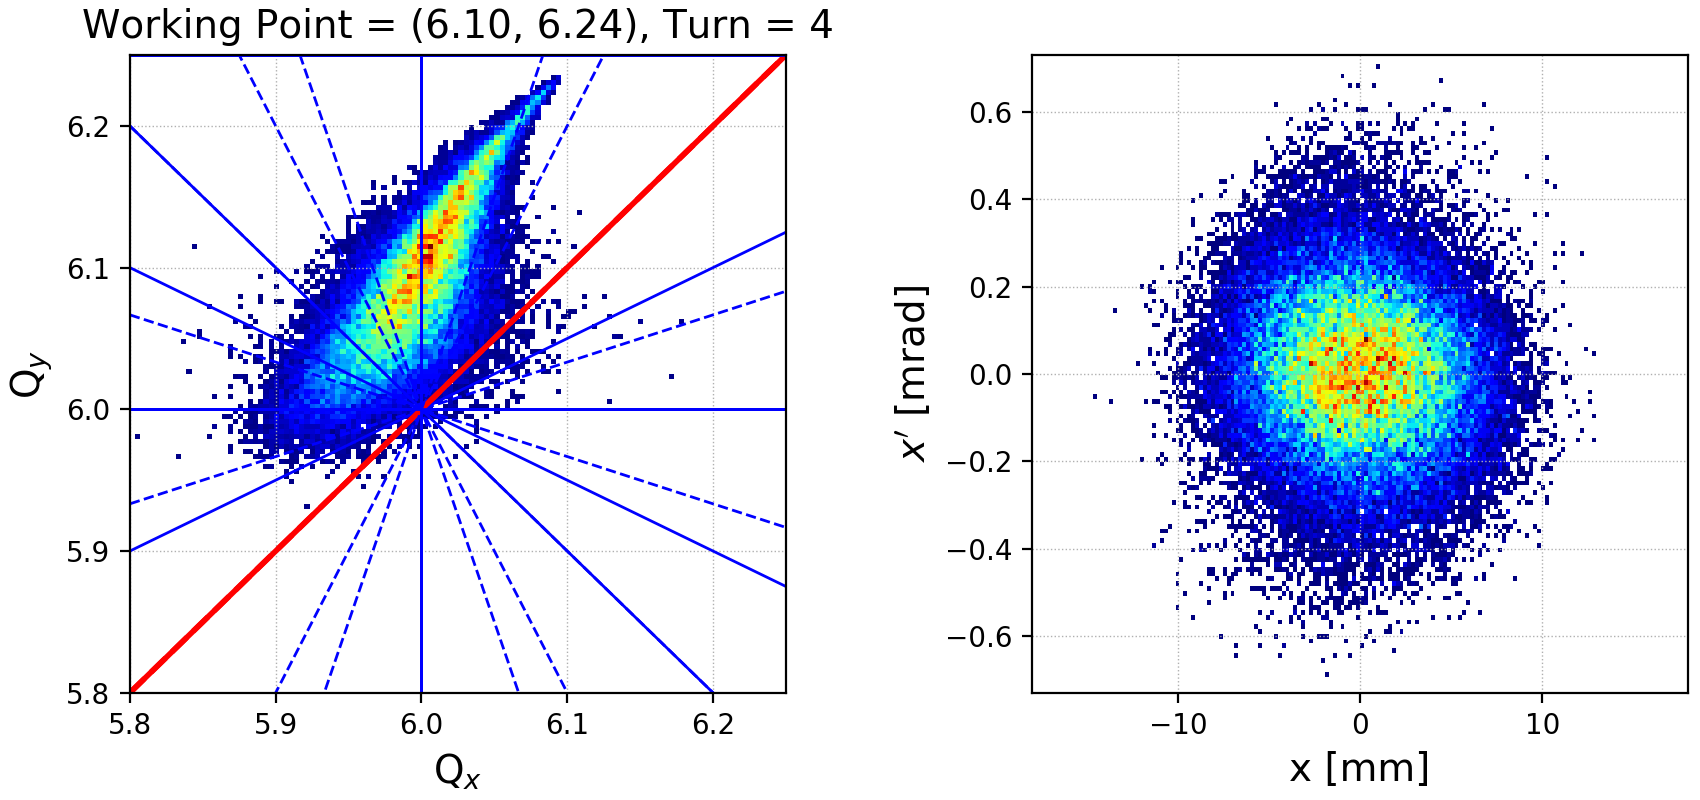 Working Point = (6.10, 6.24), Turn = 4
6.2
6.1
6.0
5.9
5.8
Q_y
5.8 5.9 6.0 6.1 6.2
Q_x
0.6
0.4
0.2
0.0
−0.2
−0.4
−0.6
x′ [mrad]
−10 0 10
x [mm]